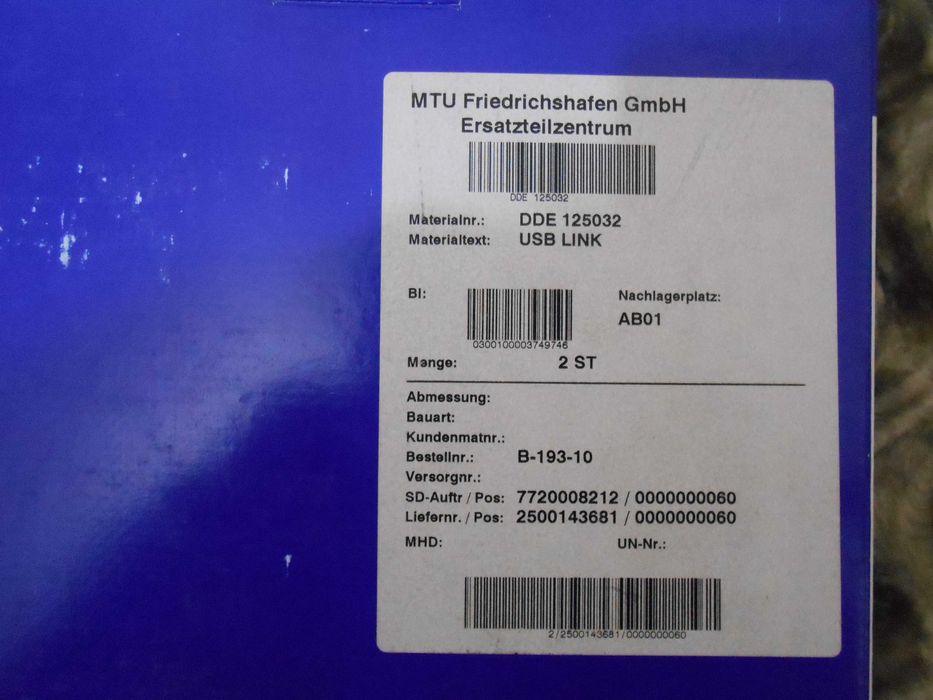 MTU Friedrichshafen GmbH
Ersatzteilzentrum
DDE 125032
Materialnr.: DDE 125032
Materialtext: USB LINK
BI: Nachlagerplatz:
0300100003749746 AB01
Menge: 2 ST
Abmessung:
Bauart:
Kundenmatnr.:
Bestellnr.: B-193-10
Versorgnr.:
SD-Auftr / Pos: 7720008212 / 0000000060
Liefernr. / Pos: 2500143681 / 0000000060
MHD: UN-Nr.:
2/2500143681/0000000060